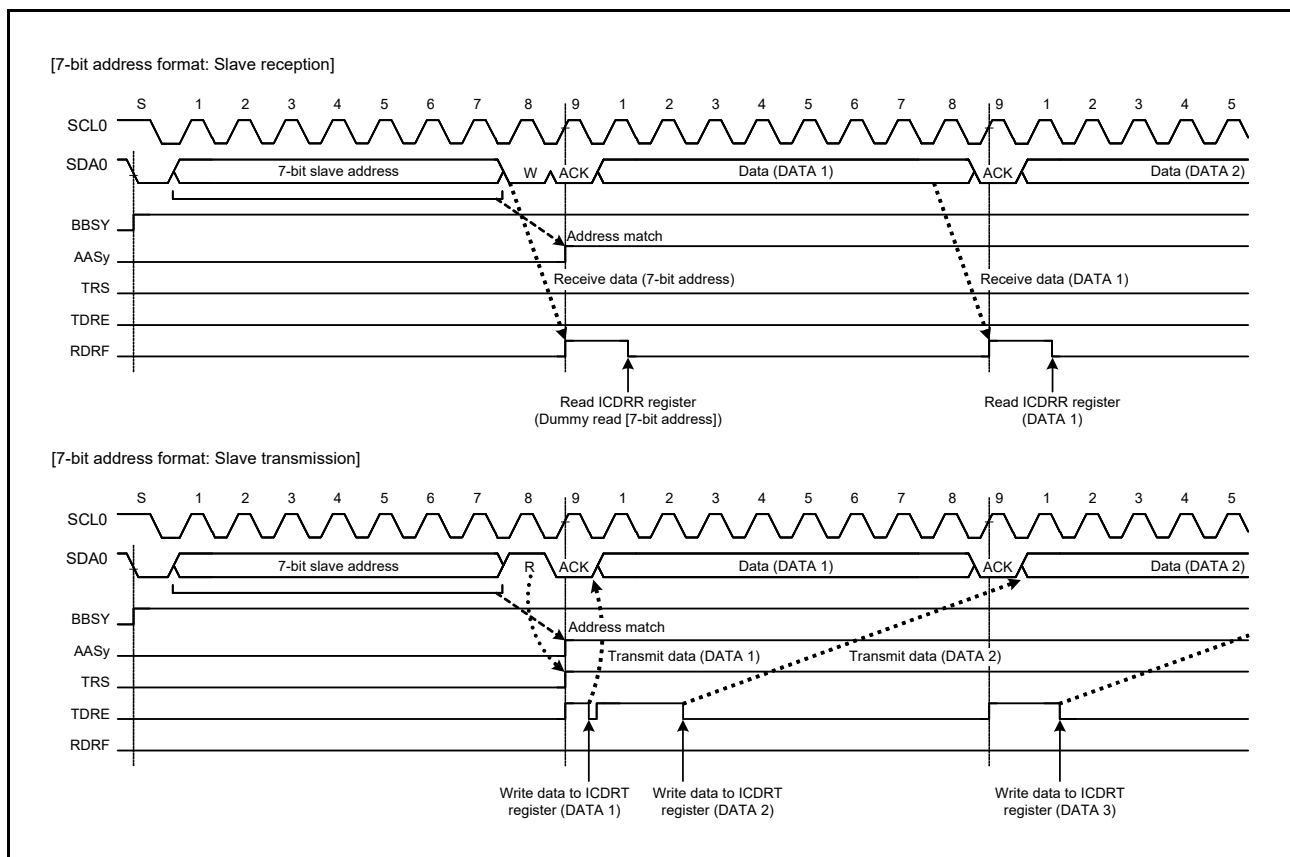 [7-bit address format: Slave reception]
S 1 2 3 4 5 6 7 8 9 1 2 3 4 5 6 7 8 9 1 2 3 4 5
SCL0
SDA0 7-bit slave address W ACK Data (DATA 1) ACK Data (DATA 2)
BBSY
Address match
AASy
Receive data (7-bit address) Receive data (DATA 1)
TRS
TDRE
RDRF
Read ICDRR register
(Dummy read [7-bit address])
Read ICDRR register
(DATA 1)
[7-bit address format: Slave transmission]
S 1 2 3 4 5 6 7 8 9 1 2 3 4 5 6 7 8 9 1 2 3 4 5
SCL0
SDA0 7-bit slave address R ACK Data (DATA 1) ACK Data (DATA 2)
BBSY
Address match
AASy
Transmit data (DATA 1) Transmit data (DATA 2)
TRS
TDRE
RDRF
Write data to ICDRT
register (DATA 1)
Write data to ICDRT
register (DATA 2)
Write data to ICDRT
register (DATA 3)